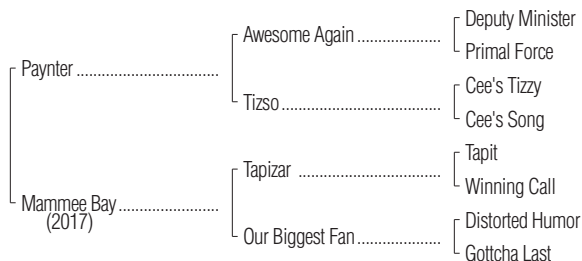 Deputy Minister
Awesome Again ..................
Primal Force
Paynter ...............................
Cee's Tizzy
Tizso ...................................
Cee's Song
Tapit
Tapizar ...............................
Winning Call
Mammee Bay ......................
(2017)
Distorted Humor
Our Biggest Fan ..................
Gottcha Last